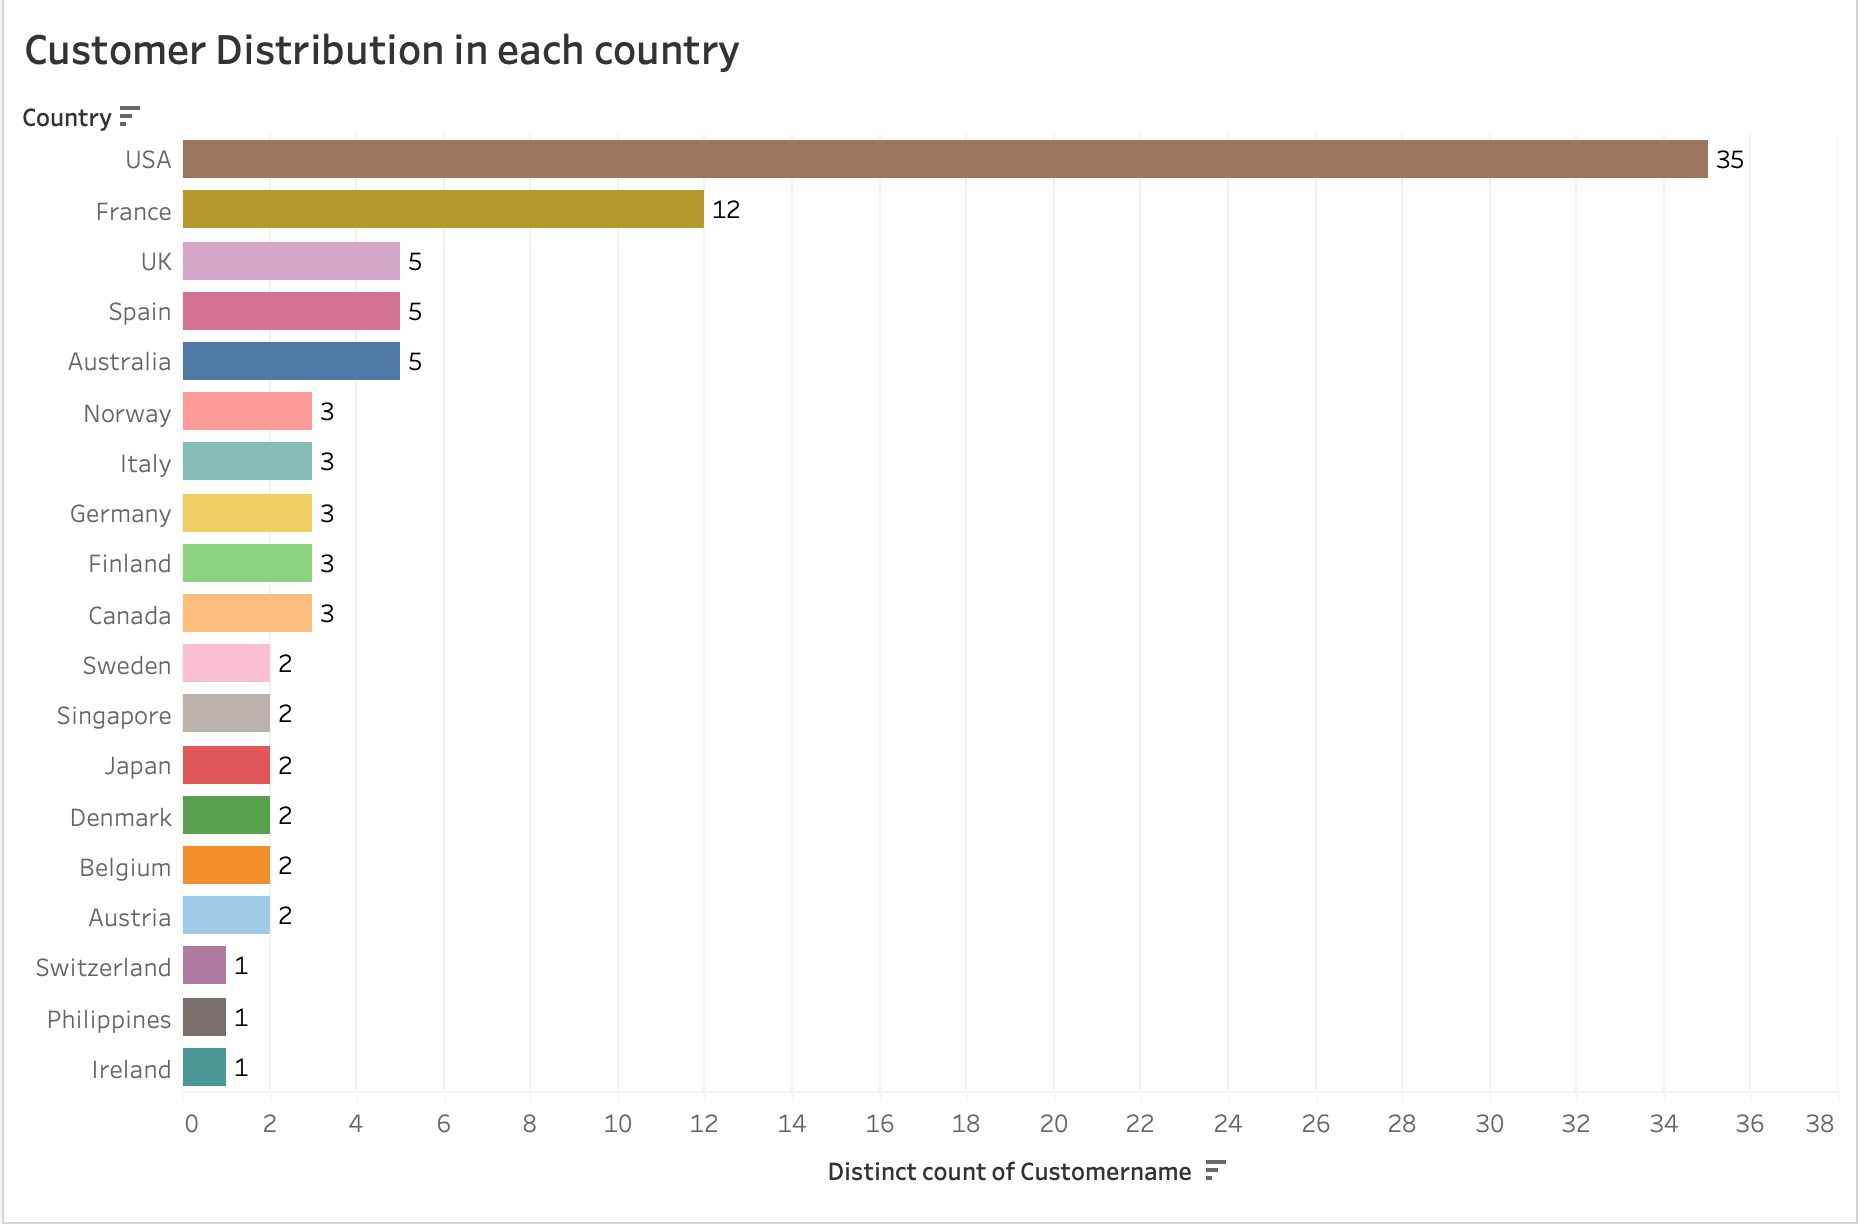 Customer Distribution in each country
Country
USA 35
France 12
UK 5
Spain 5
Australia 5
Norway 3
Italy 3
Germany 3
Finland 3
Canada 3
Sweden 2
Singapore 2
Japan 2
Denmark 2
Belgium 2
Austria 2
Switzerland 1
Philippines 1
Ireland 1
0 2 4 6 8 10 12 14 16 18 20 22 24 26 28 30 32 34 36 38
Distinct count of Customername